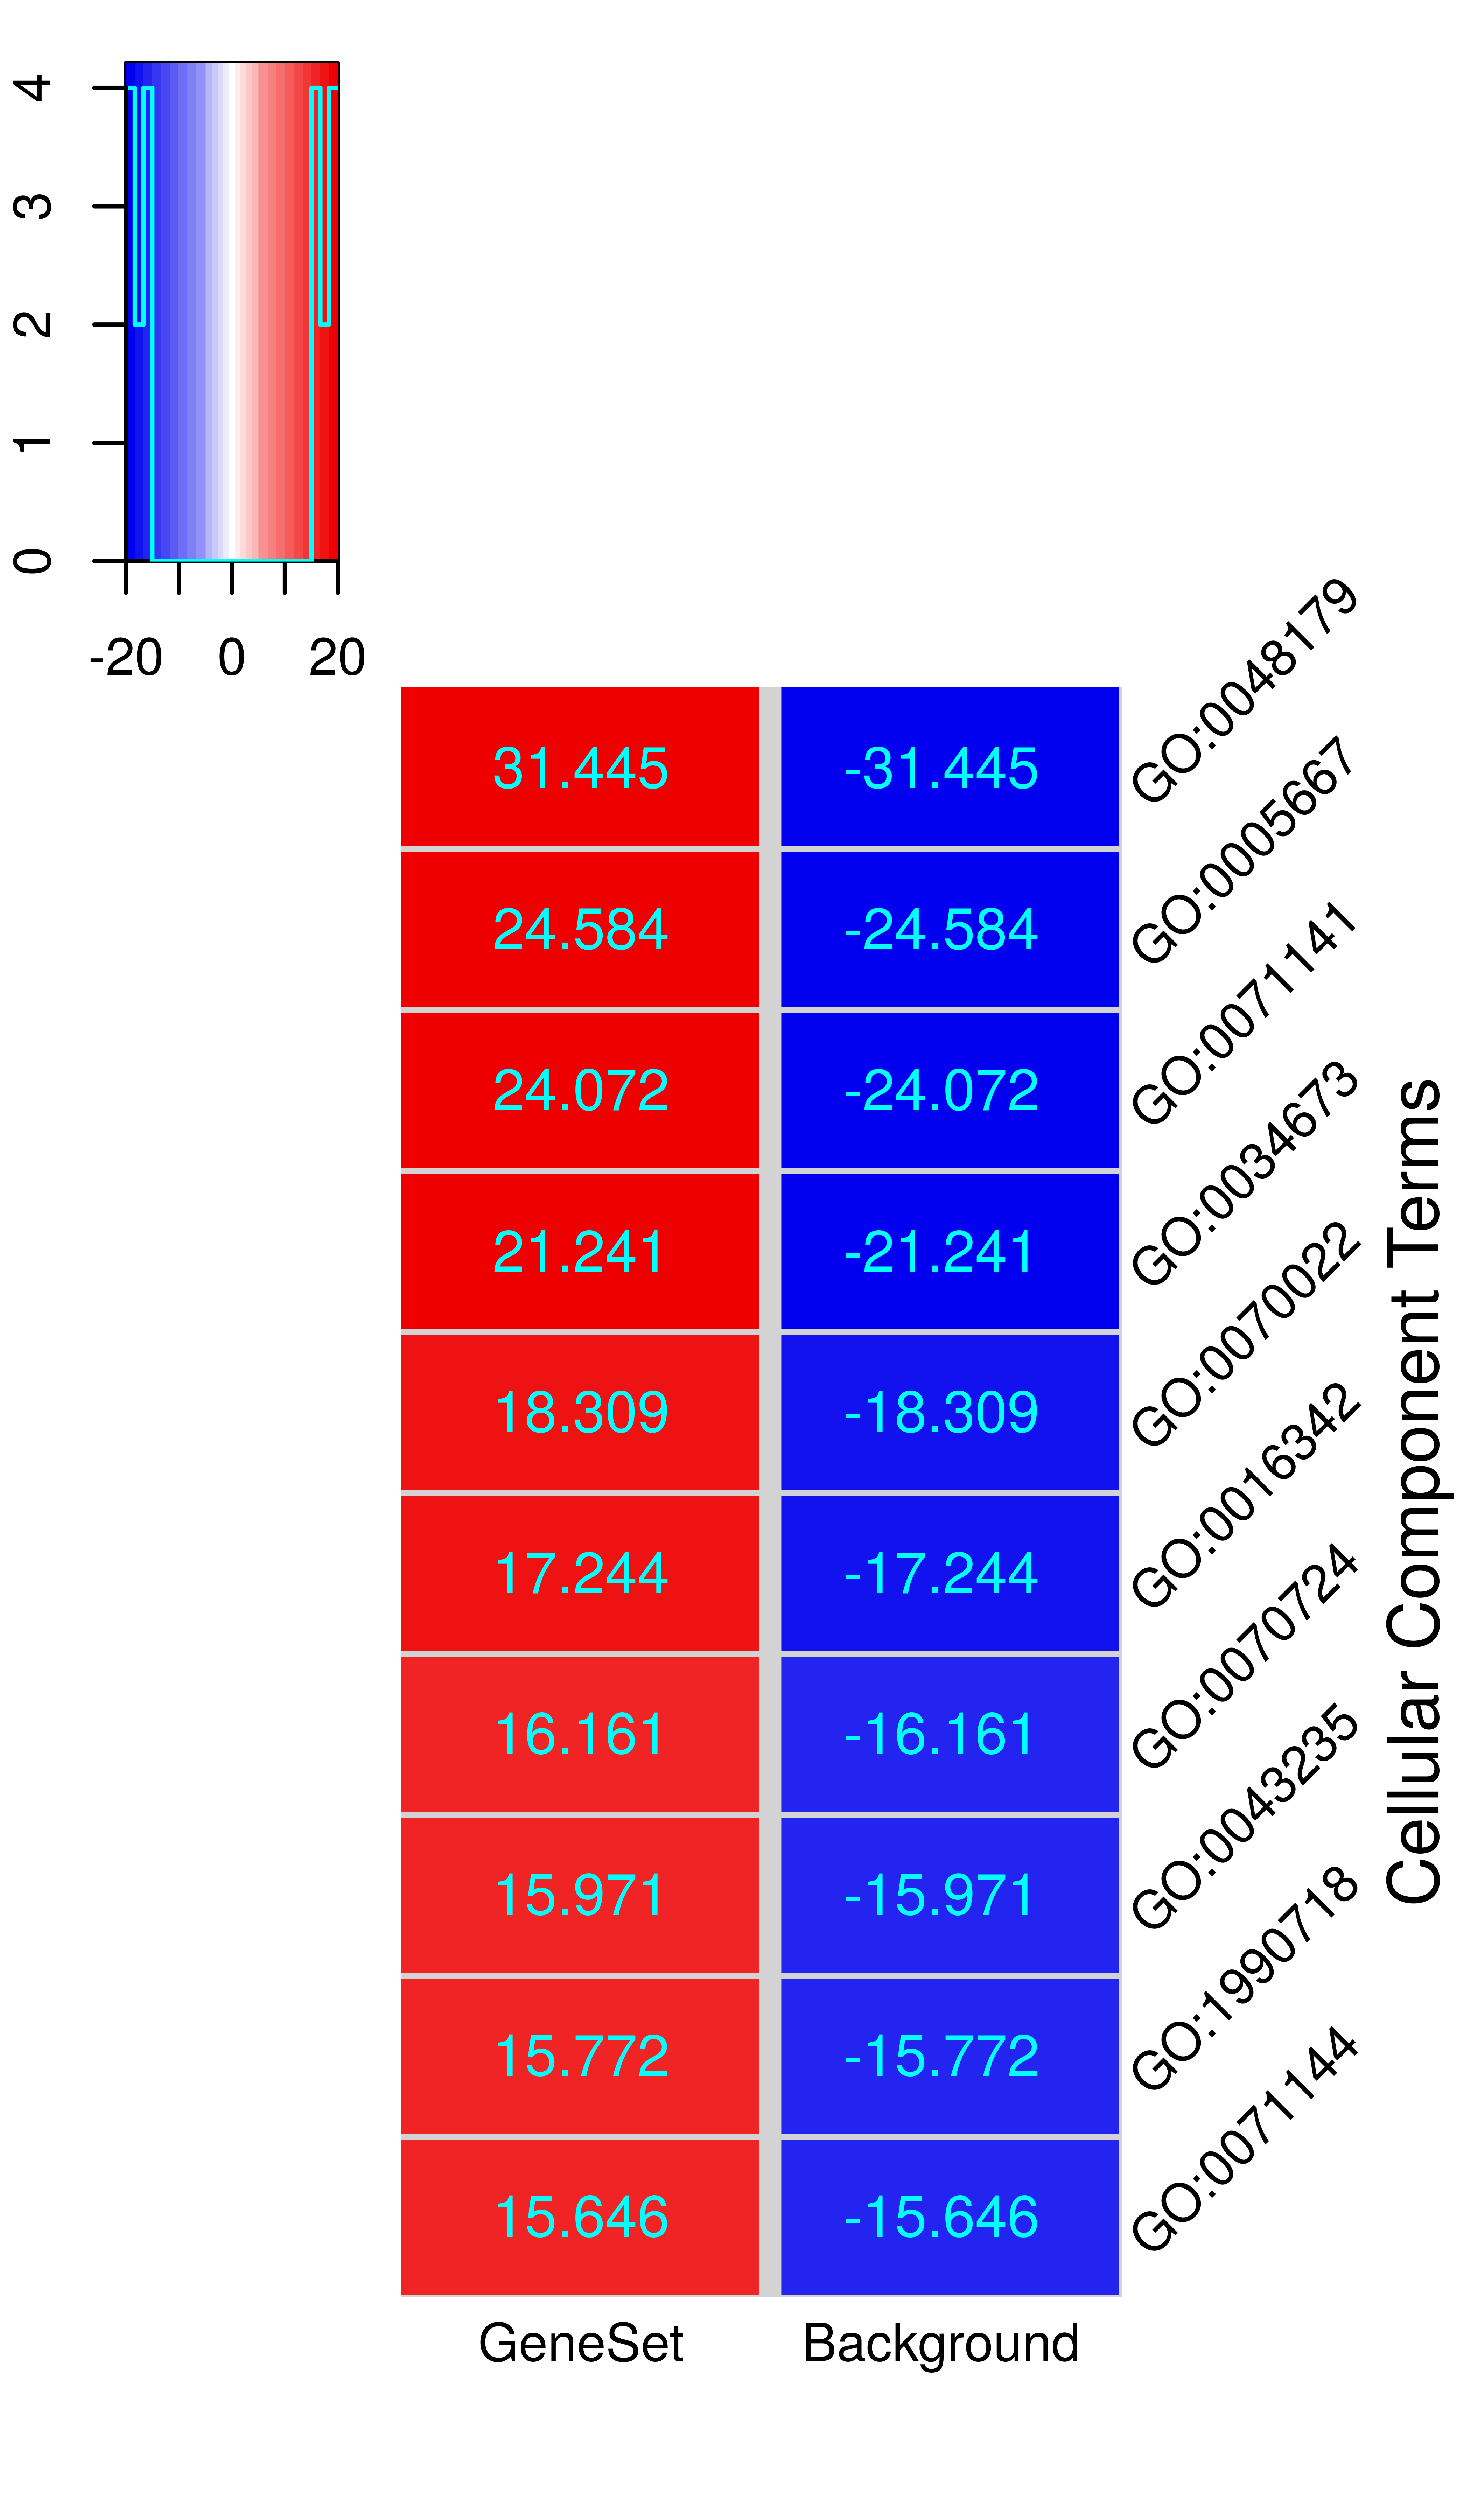 4
3
2
1
0
-20 0 20
31.445 -31.445 GO:0048179
24.584 -24.584 GO:0005667
24.072 -24.072 GO:0071141
21.241 -21.241 GO:0034673
18.309 -18.309 GO:0070022
17.244 -17.244 GO:0016342
16.161 -16.161 GO:0070724
15.971 -15.971 GO:0043235
15.772 -15.772 GO:1990718
15.646 -15.646 GO:0071144
GeneSet Background
Cellular Component Terms